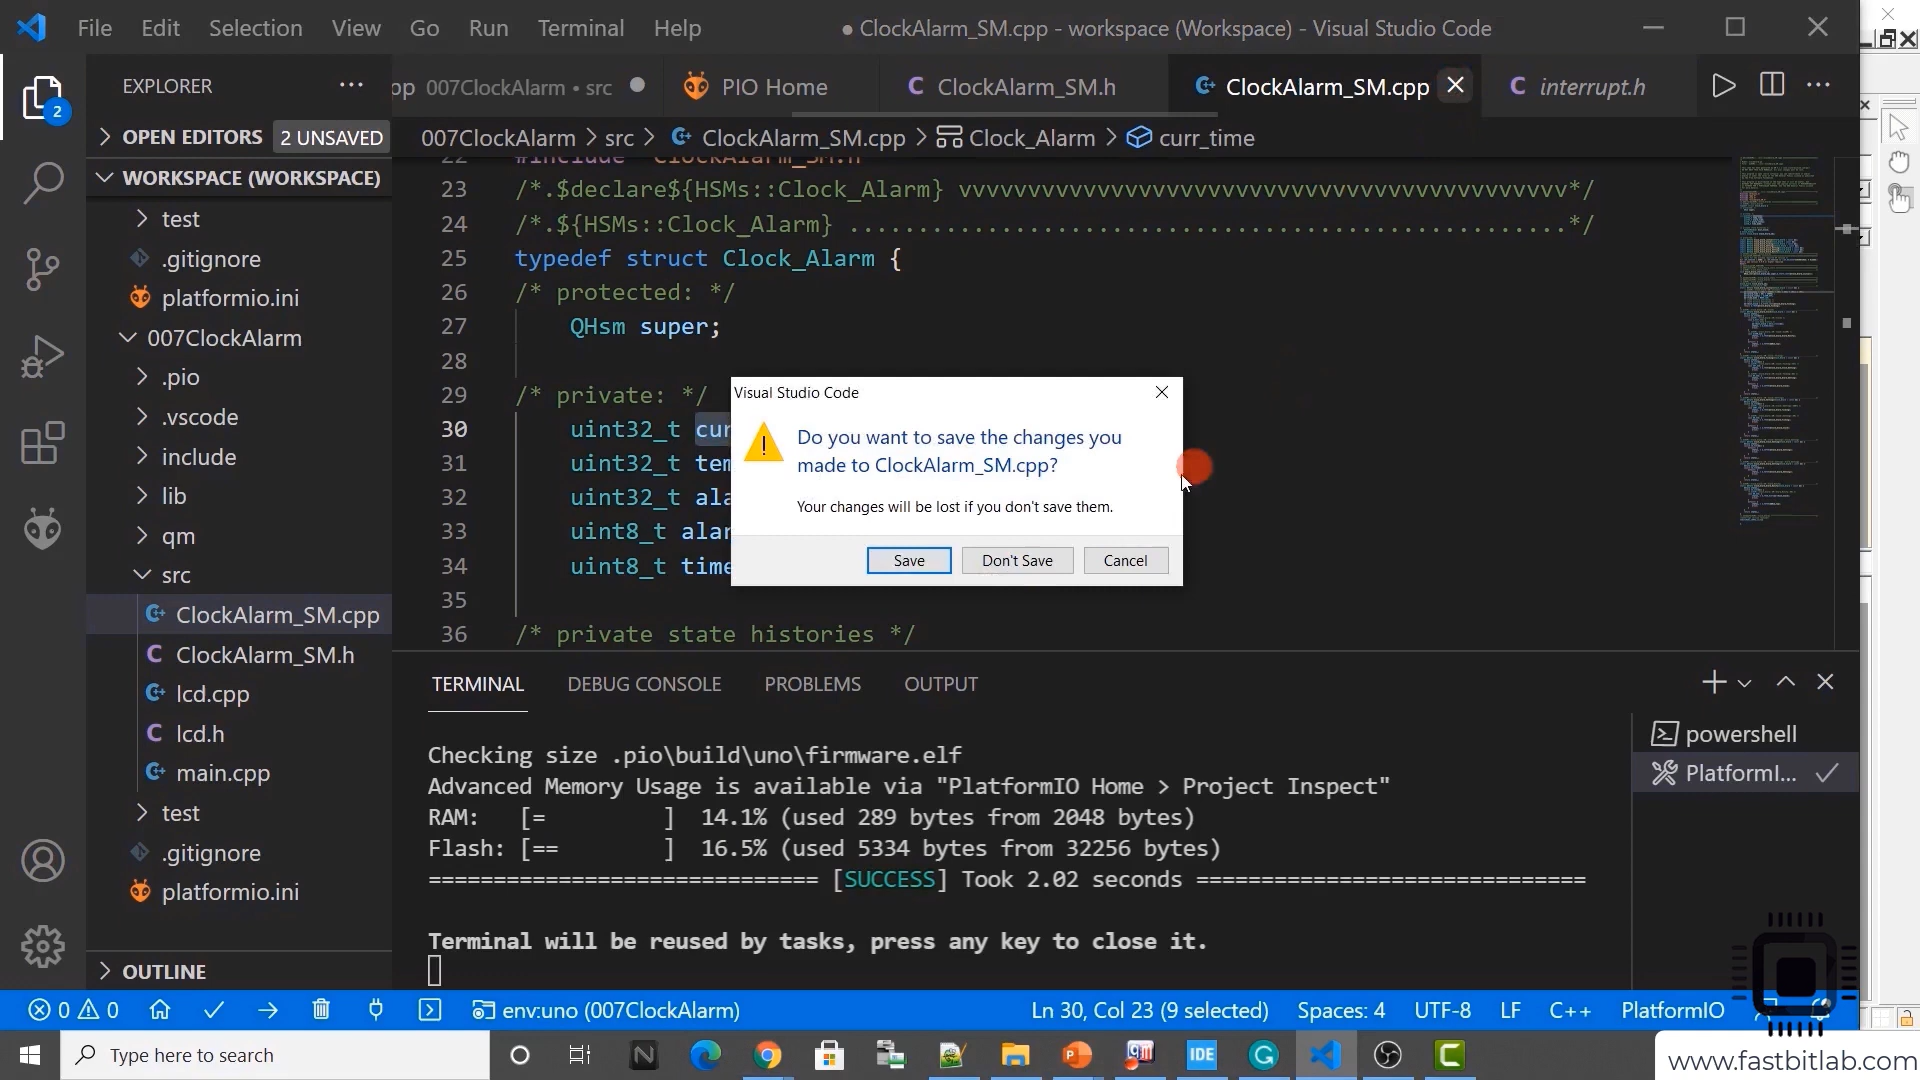 File Edit Selection View Go Run Terminal Help
● ClockAlarm_SM.cpp - workspace (Workspace) - Visual Studio Code
EXPLORER
pp 007ClockAlarm • src
PIO Home
ClockAlarm_SM.h
ClockAlarm_SM.cpp
interrupt.h
OPEN EDITORS 2 UNSAVED
007ClockAlarm > src > ClockAlarm_SM.cpp > Clock_Alarm > curr_time
WORKSPACE (WORKSPACE)
test
.gitignore
platformio.ini
007ClockAlarm
.pio
.vscode
include
lib
qm
src
ClockAlarm_SM.cpp
ClockAlarm_SM.h
lcd.cpp
lcd.h
main.cpp
test
.gitignore
platformio.ini
OUTLINE
2
22 #include "ClockAlarm_SM.h"
23 /*.$declare${HSMs::Clock_Alarm} vvvvvvvvvvvvvvvvvvvvvvvvvvvvvvvvvvvvvvvvvvvv*/
24 /*.${HSMs::Clock_Alarm} ....................................................*/
25 typedef struct Clock_Alarm {
26 /* protected: */
27 QHsm super;
28
29 /* private: */
30 uint32_t cur
31 uint32_t tem
32 uint32_t ala
33 uint8_t alar
34 uint8_t time
35
36 /* private state histories */
Visual Studio Code
Do you want to save the changes you
made to ClockAlarm_SM.cpp?
Your changes will be lost if you don't save them.
Save Don't Save Cancel
TERMINAL DEBUG CONSOLE PROBLEMS OUTPUT
powershell
PlatformI...
Checking size .pio\build\uno\firmware.elf
Advanced Memory Usage is available via "PlatformIO Home > Project Inspect"
RAM: [= ] 14.1% (used 289 bytes from 2048 bytes)
Flash: [== ] 16.5% (used 5334 bytes from 32256 bytes)
============================ [SUCCESS] Took 2.02 seconds ============================
Terminal will be reused by tasks, press any key to close it.
0 0 env:uno (007ClockAlarm) Ln 30, Col 23 (9 selected) Spaces: 4 UTF-8 LF C++ PlatformIO
Type here to search
IDE
www.fastbitlab.com